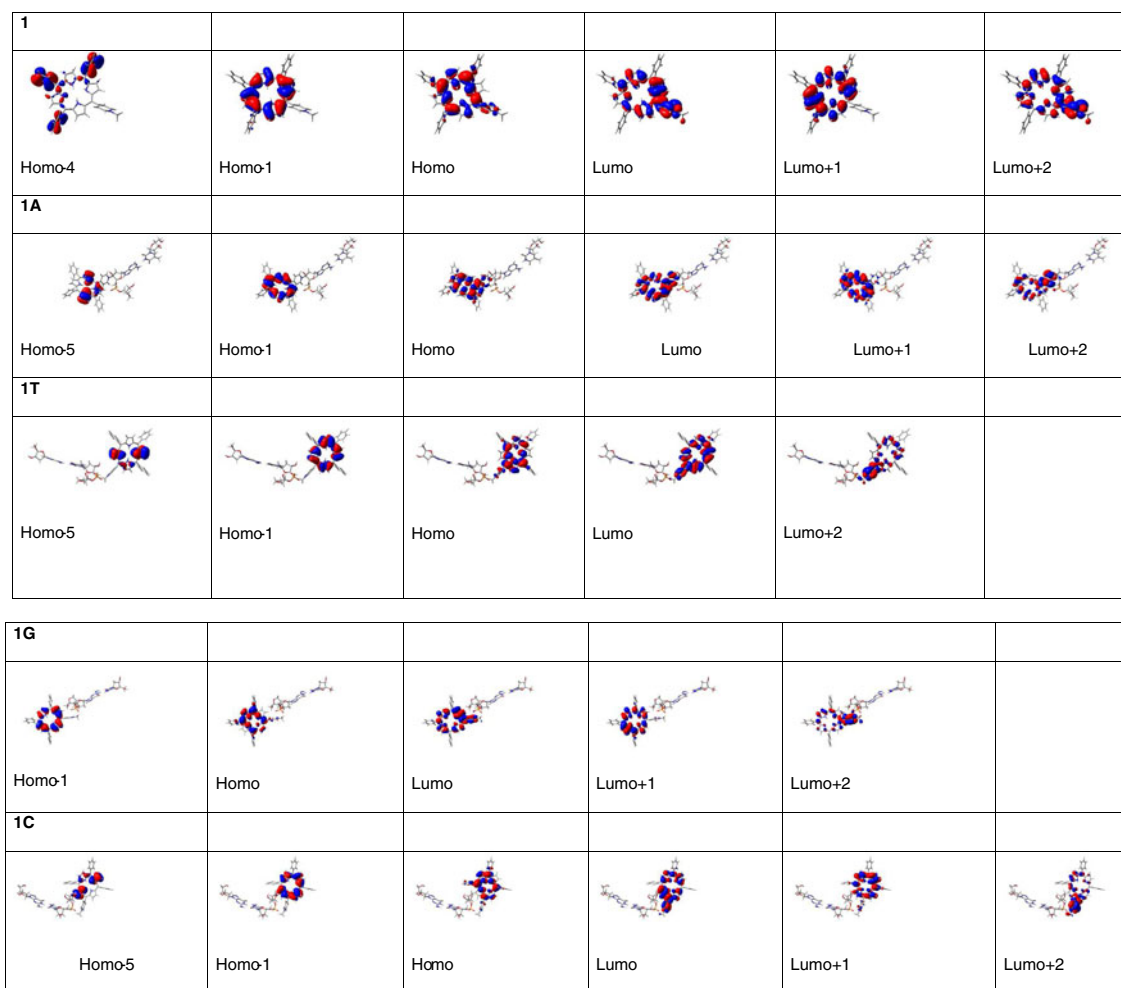 1
Homo-4 Homo-1 Homo Lumo Lumo+1 Lumo+2
1A
Homo-5 Homo-1 Homo Lumo Lumo+1 Lumo+2
1T
Homo-5 Homo-1 Homo Lumo Lumo+2
1G
Homo-1 Homo Lumo Lumo+1 Lumo+2
1C
Homo-5 Homo-1 Homo Lumo Lumo+1 Lumo+2